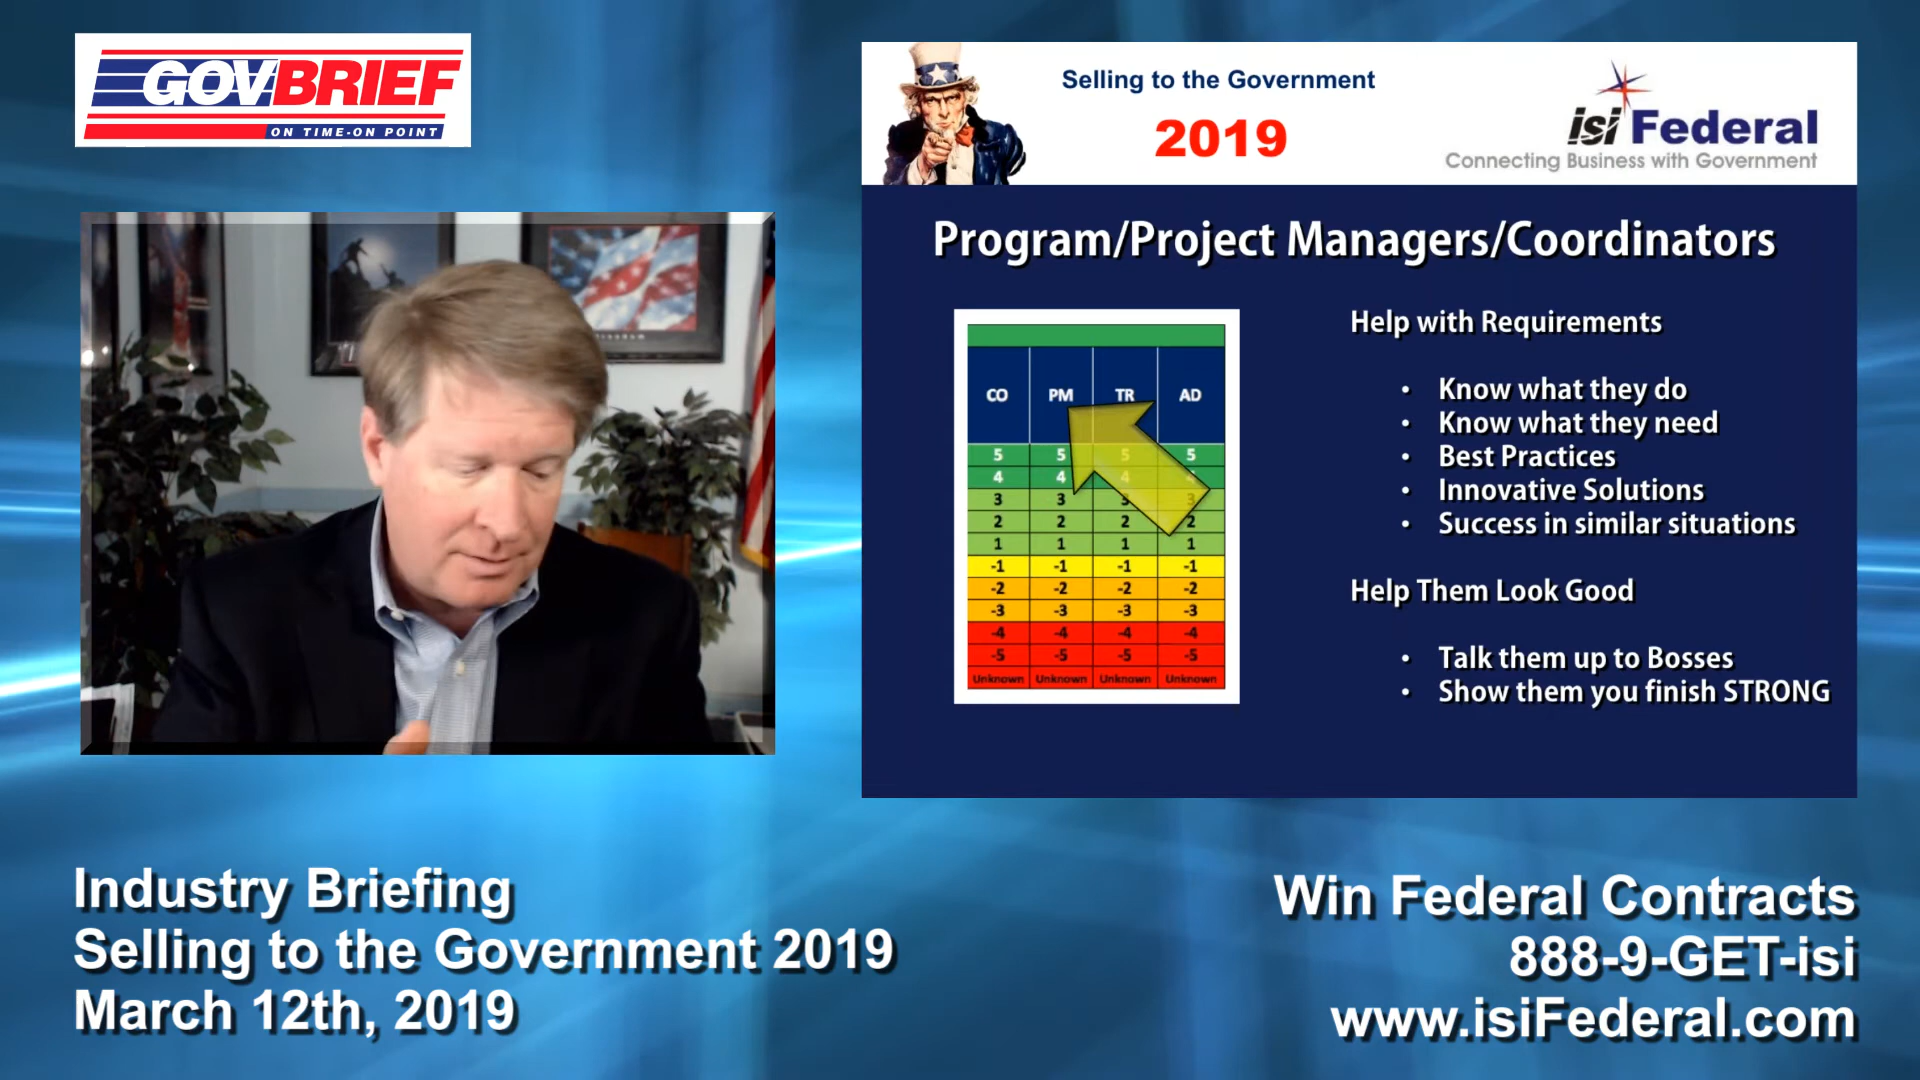 GOVBRIEF
ON TIME-ON POINT
Selling to the Government
2019
isi Federal
Connecting Business with Government
Program/Project Managers/Coordinators
CO PM TR AD
5 5 5 5
4 4 4 4
3 3 3 3
2 2 2 2
1 1 1 1
-1 -1 -1 -1
-2 -2 -2 -2
-3 -3 -3 -3
-4 -4 -4 -4
-5 -5 -5 -5
Unknown Unknown Unknown Unknown
Help with Requirements
• Know what they do
• Know what they need
• Best Practices
• Innovative Solutions
• Success in similar situations
Help Them Look Good
• Talk them up to Bosses
• Show them you finish STRONG
Industry Briefing
Selling to the Government 2019
March 12th, 2019
Win Federal Contracts
888-9-GET-isi
www.isiFederal.com